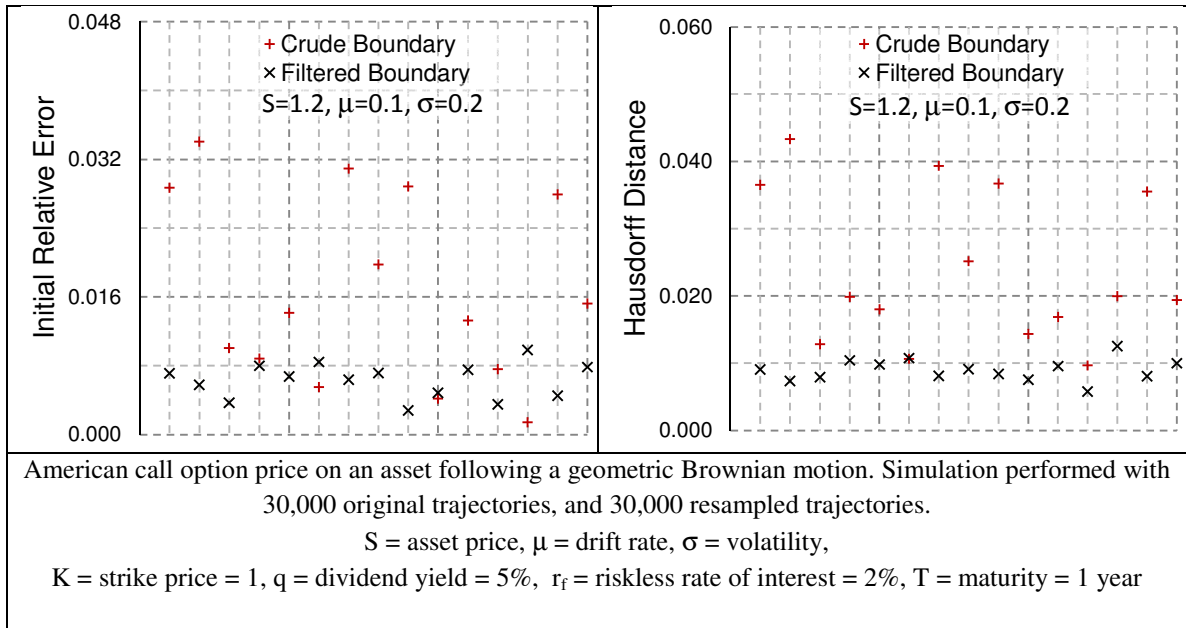 0.048
0.032
0.016
0.000
Initial Relative Error
+ Crude Boundary
× Filtered Boundary
S=1.2, μ=0.1, σ=0.2
0.060
0.040
0.020
0.000
Hausdorff Distance
+ Crude Boundary
× Filtered Boundary
S=1.2, μ=0.1, σ=0.2
American call option price on an asset following a geometric Brownian motion. Simulation performed with
30,000 original trajectories, and 30,000 resampled trajectories.
S = asset price, μ = drift rate, σ = volatility,
K = strike price = 1, q = dividend yield = 5%, rf = riskless rate of interest = 2%, T = maturity = 1 year